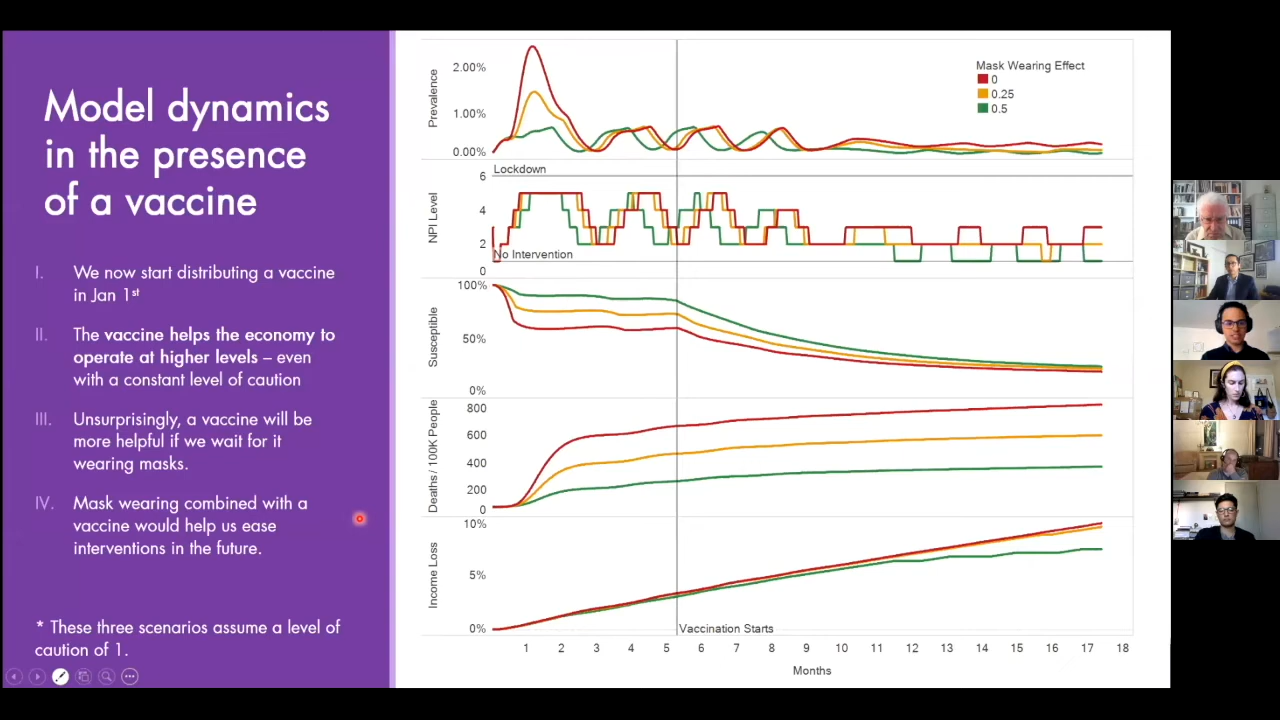 Model dynamics
in the presence
of a vaccine
I. We now start distributing a vaccine
in Jan 1st
II. The vaccine helps the economy to
operate at higher levels – even
with a constant level of caution
III. Unsurprisingly, a vaccine will be
more helpful if we wait for it
wearing masks.
IV. Mask wearing combined with a
vaccine would help us ease
interventions in the future.
* These three scenarios assume a level of
caution of 1.
Prevalence
2.00%
1.00%
0.00%
Mask Wearing Effect
0
0.25
0.5
NPI Level
Lockdown
6
4
2
0
No Intervention
Susceptible
100%
50%
0%
Deaths / 100K People
800
600
400
200
0
Income Loss
10%
5%
0%
Vaccination Starts
1 2 3 4 5 6 7 8 9 10 11 12 13 14 15 16 17 18
Months